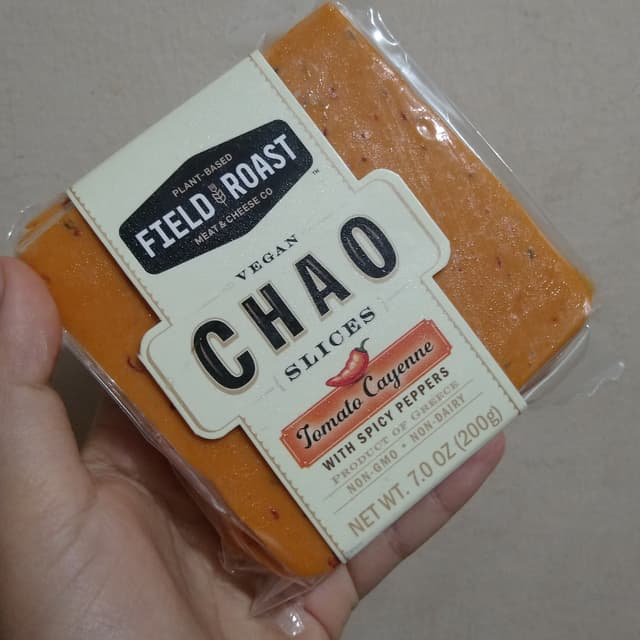 PLANT-BASED
FIELD ROAST™
MEAT & CHEESE CO
VEGAN
CHAO
SLICES
Tomato Cayenne
WITH SPICY PEPPERS
PRODUCT OF GREECE
NON-GMO • NON-DAIRY
NET WT. 7.0 OZ (200g)